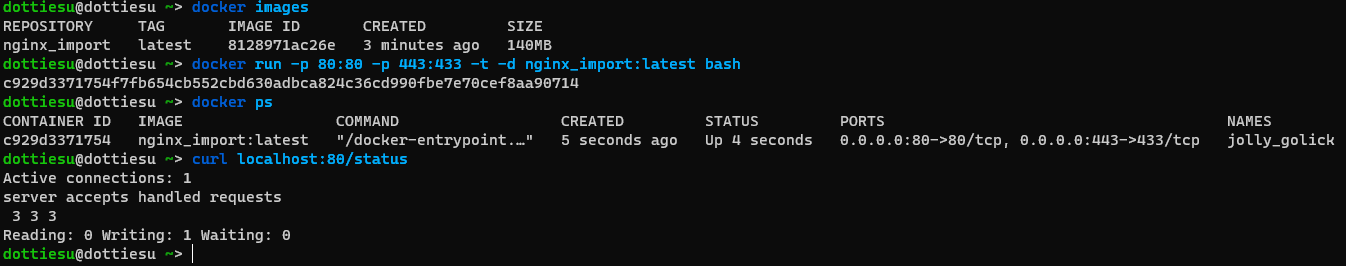 dottiesu@dottiesu ~> docker images
REPOSITORY TAG IMAGE ID CREATED SIZE
nginx_import latest 8128971ac26e 3 minutes ago 140MB
dottiesu@dottiesu ~> docker run -p 80:80 -p 443:433 -t -d nginx_import:latest bash
c929d3371754f7fb654cb552cbd630adbca824c36cd990fbe7e70cef8aa90714
dottiesu@dottiesu ~> docker ps
CONTAINER ID IMAGE COMMAND CREATED STATUS PORTS NAMES
c929d3371754 nginx_import:latest "/docker-entrypoint.…" 5 seconds ago Up 4 seconds 0.0.0.0:80->80/tcp, 0.0.0.0:443->433/tcp jolly_golick
dottiesu@dottiesu ~> curl localhost:80/status
Active connections: 1
server accepts handled requests
3 3 3
Reading: 0 Writing: 1 Waiting: 0
dottiesu@dottiesu ~>